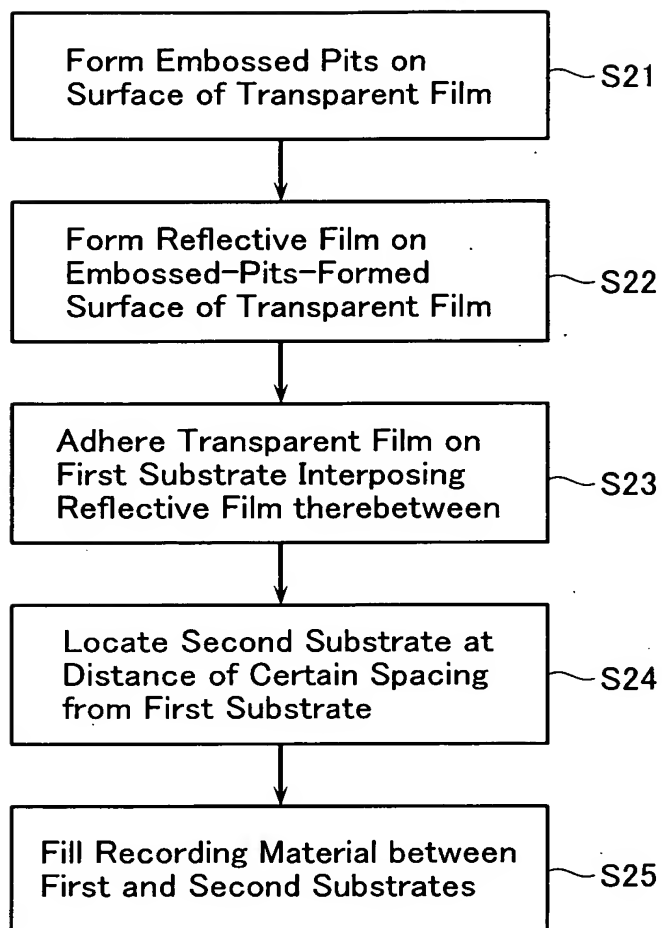 Form Embossed Pits on
Surface of Transparent Film
S21
Form Reflective Film on
Embossed-Pits-Formed
Surface of Transparent Film
S22
Adhere Transparent Film on
First Substrate Interposing
Reflective Film therebetween
S23
Locate Second Substrate at
Distance of Certain Spacing
from First Substrate
S24
Fill Recording Material between
First and Second Substrates
S25